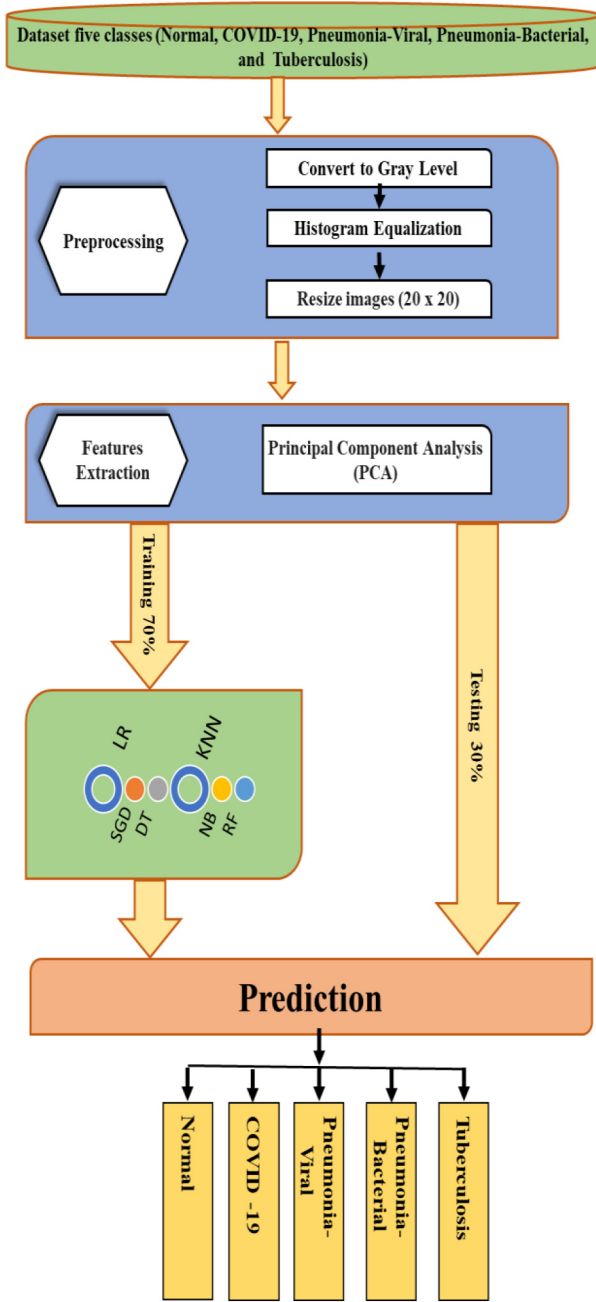 Dataset five classes (Normal, COVID-19, Pneumonia-Viral, Pneumonia-Bacterial,
and Tuberculosis)
Preprocessing
Convert to Gray Level
Histogram Equalization
Resize images (20 x 20)
Features
Extraction
Principal Component Analysis
(PCA)
Training 70%
Testing 30%
LR
KNN
SGD
DT
NB
RF
Prediction
Normal
COVID -19
Pneumonia-
Viral
Pneumonia-
Bacterial
Tuberculosis